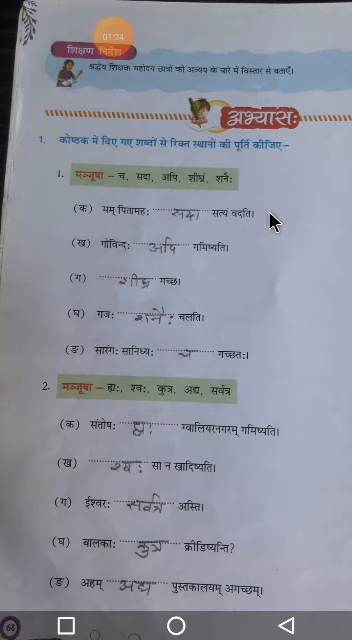 01:24
शिक्षण निर्देश
श्रद्धेय शिक्षक महोदय छात्रों को अव्यय के बारे में विस्तार से बताएँ।
अभ्यासः
1. कोष्ठक में दिए गए शब्दों से रिक्त स्थानों की पूर्ति कीजिए–
1. मञ्जूषा – च, सदा, अपि, शीघ्रं, शनैः
(क) मम् पितामहः सदा सत्यं वदति।
(ख) गोविन्दः अपि गमिष्यति।
(ग) शीघ्र गच्छ।
(घ) गजः शनैः चलति।
(ङ) सारंगः सानिध्यः च गच्छतः।
2. मञ्जूषा – ह्यः, श्वः, कुत्र, अद्य, सर्वत्र
(क) संतोषः ह्यः ग्वालियरनगरम् गमिष्यति।
(ख) श्वः सा न खादिष्यति।
(ग) ईश्वरः सर्वत्र अस्ति।
(घ) बालकाः कुत्र क्रीडिष्यन्ति?
(ङ) अहम् अद्य पुस्तकालयम् अगच्छम्।
68